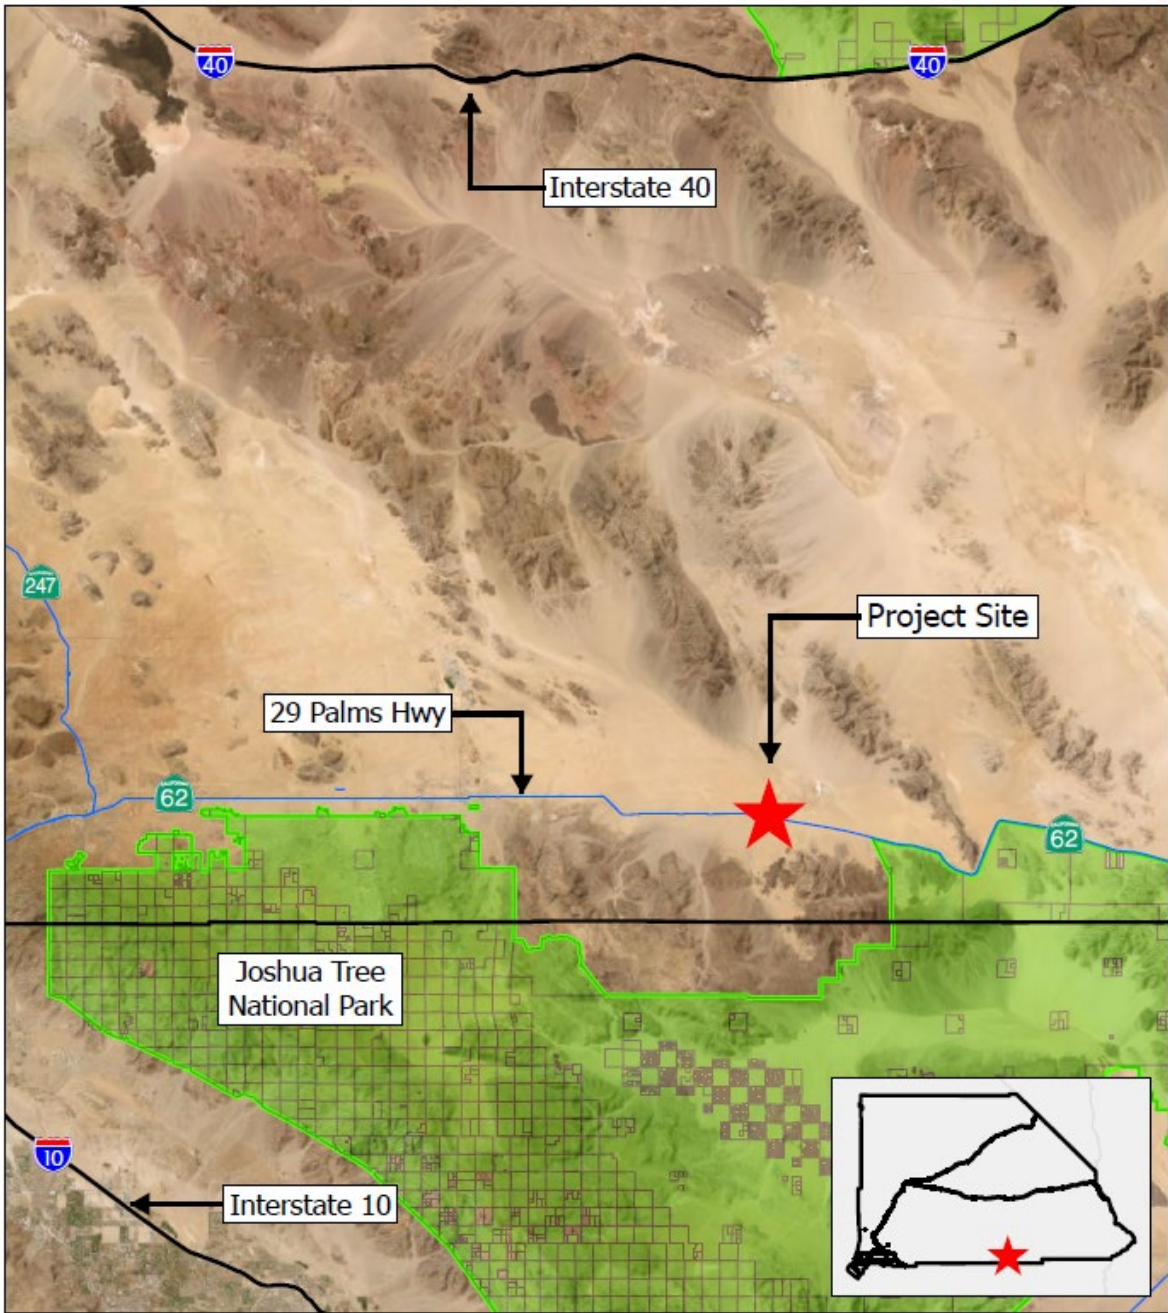 40
40
Interstate 40
247
Project Site
29 Palms Hwy
62
62
Joshua Tree
National Park
10
Interstate 10